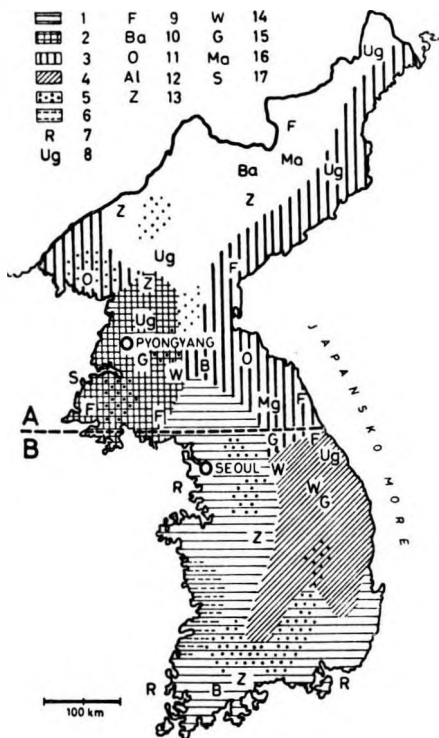 1 F 9 W 14
2 Ba 10 G 15
3 O 11 Ma 16
4 Al 12 S 17
5 Z 13
6
R 7
Ug 8
Ug
F
Ma
Ba
Ug
Z
Z
Ug
F
O
Z
Ug
PYONGYANG
G
O
S
W
B
F
F
Mg
F
A
B
G
F
Ug
SEOUL
W
R
W
G
Z
JAPANSKO MORE
R
B
Z
R
100 km